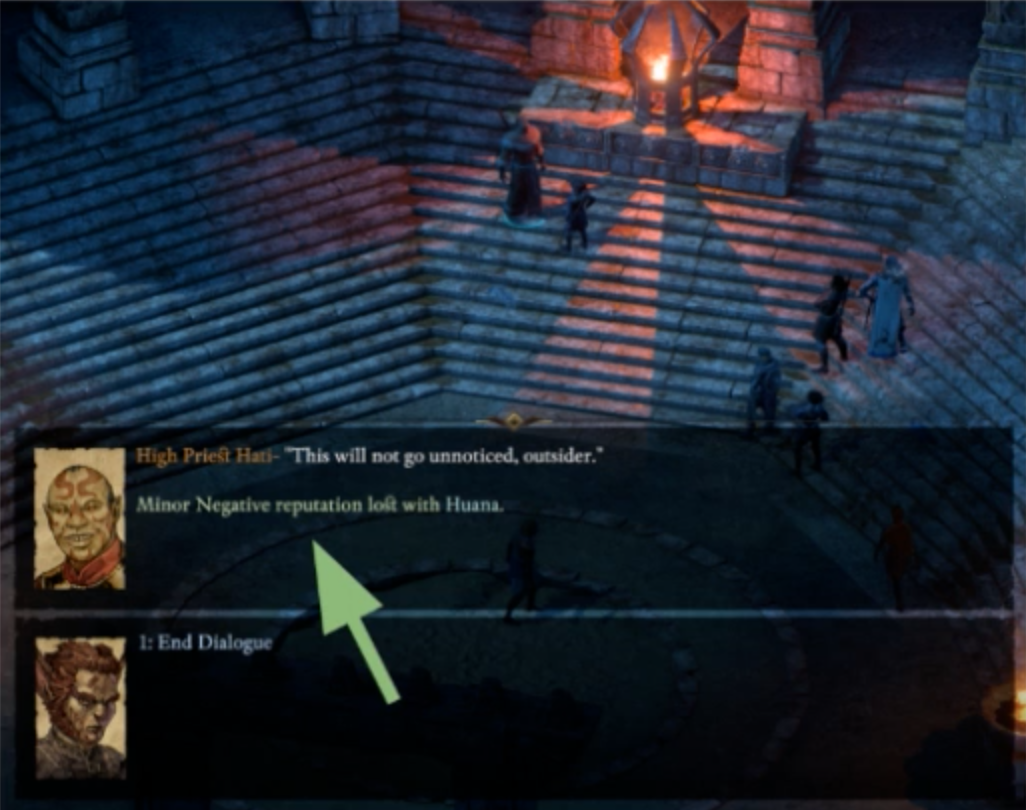 High Priest Hati- "This will not go unnoticed, outsider."
Minor Negative reputation lost with Huana.
1: End Dialogue